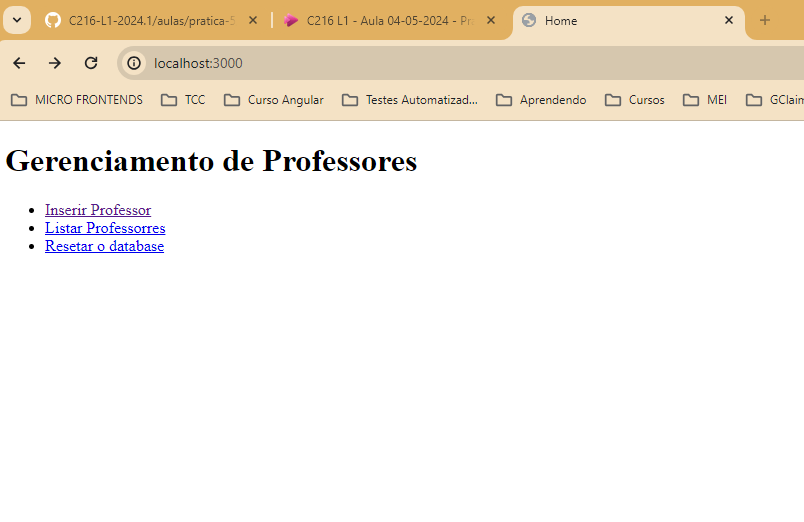 C216-L1-2024.1/aulas/pratica-5
C216 L1 - Aula 04-05-2024 - Pr
Home
localhost:3000
MICRO FRONTENDS
TCC
Curso Angular
Testes Automatizad...
Aprendendo
Cursos
MEI
GClaim
Gerenciamento de Professores
Inserir Professor
Listar Professorres
Resetar o database